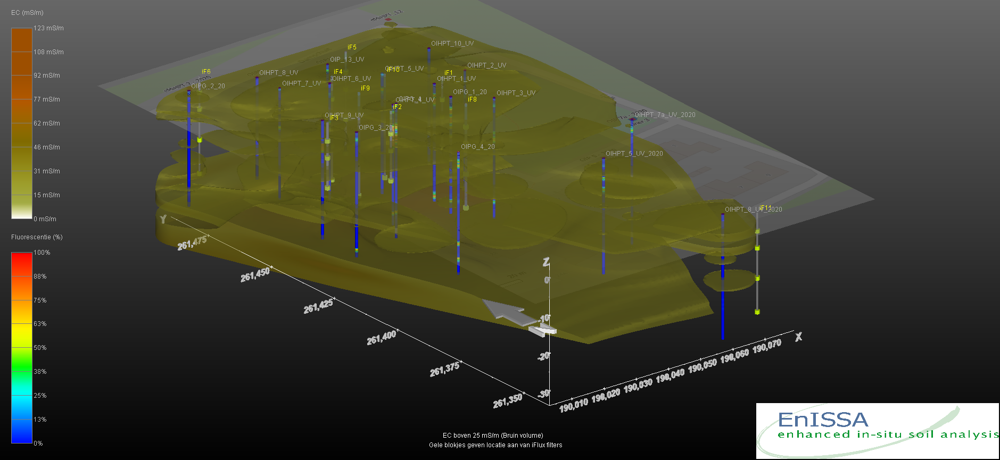 EC (mS/m)
123 mS/m
108 mS/m
92 mS/m
77 mS/m
62 mS/m
46 mS/m
31 mS/m
15 mS/m
0 mS/m
Fluorescentie (%)
100%
88%
75%
63%
50%
38%
25%
13%
0%
iF5
OIHPT_10_UV
OIP_13_UV
iF6
iF4
OIHPT_5_UV
iF10
OIHPT_2_UV
iF1
OIHPT_8_UV
OIHPT_6_UV
OIHPT_1_UV
OIHPT_7_UV
OIPG_2_20
iF9
OIPG_1_20
OIHPT_3_UV
iF8
OIHPT_4_UV
iF2
OIHPT_9_UV
iF3
OIHPT_7a_UV_2020
OIPG_3_20
OIPG_4_20
OIHPT_5_UV_2020
OIHPT_8_UV_2020
iF11
Y
261,475
261,450
261,425
261,400
261,375
261,350
Z
0
-10
-20
-30
X
190,010
190,020
190,030
190,040
190,050
190,060
190,070
20 m
EC boven 25 mS/m (Bruin volume)
Gele blokjes geven locatie aan van iFlux filters
EnISSA
enhanced in-situ soil analysis